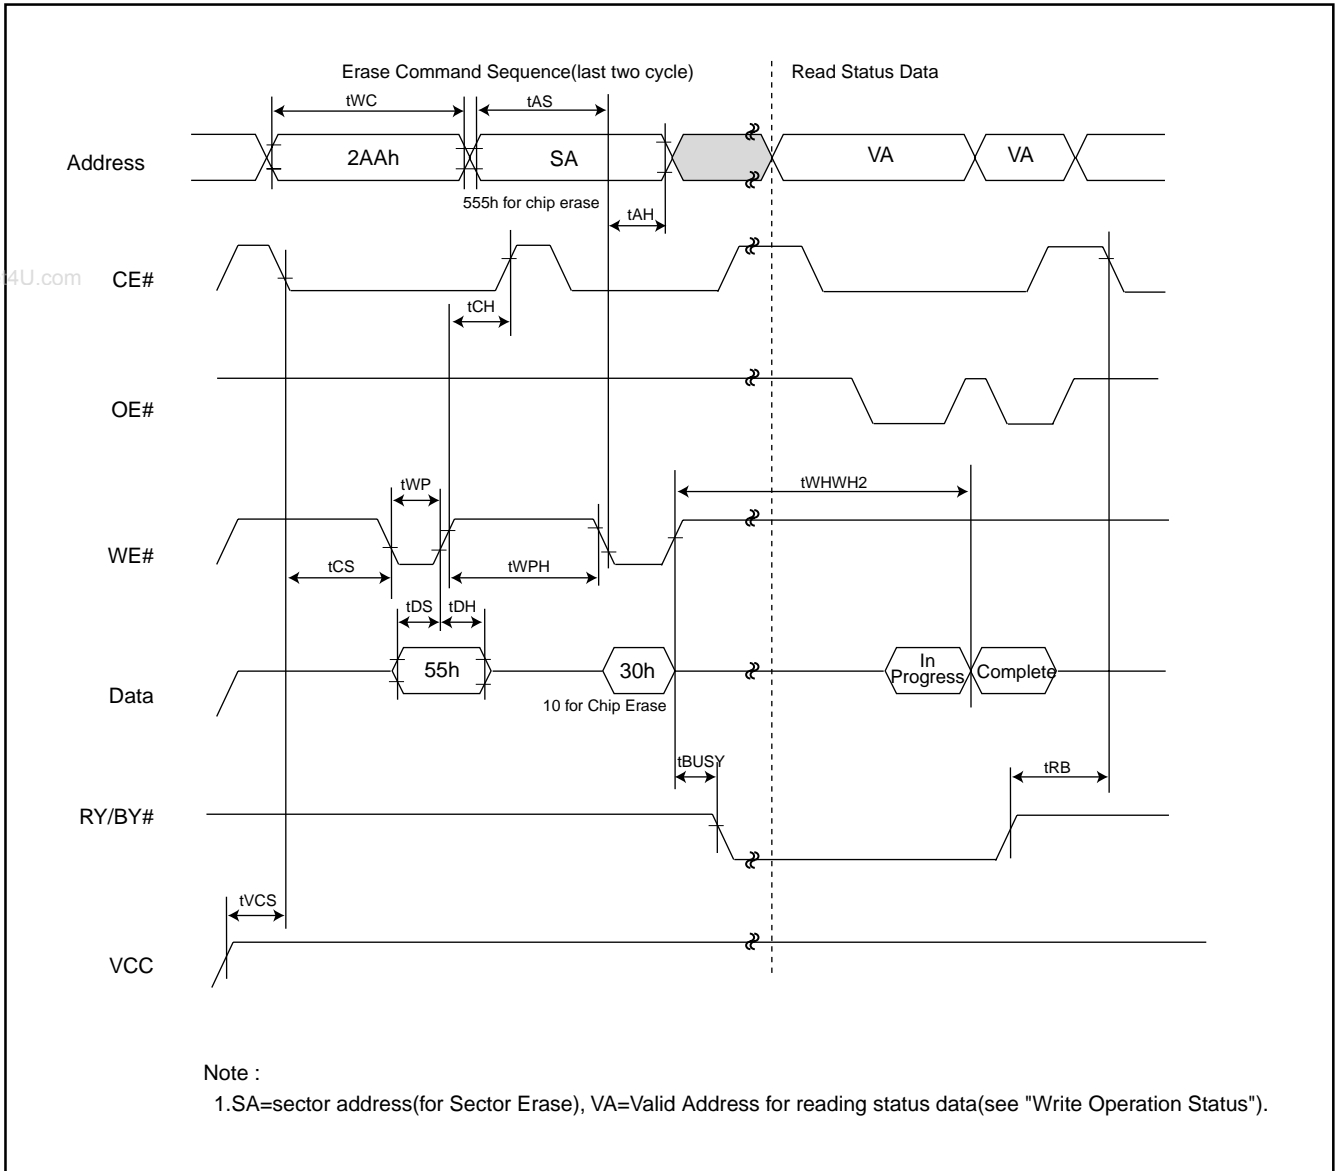 Erase Command Sequence(last two cycle)
Read Status Data
tWC
tAS
Address
2AAh
SA
VA
VA
555h for chip erase
tAH
4U.com
CE#
tCH
OE#
tWP
tWHWH2
WE#
tCS
tWPH
tDS
tDH
Data
55h
30h
In
Progress
Complete
10 for Chip Erase
tBUSY
tRB
RY/BY#
tVCS
VCC
Note :
1.SA=sector address(for Sector Erase), VA=Valid Address for reading status data(see "Write Operation Status").